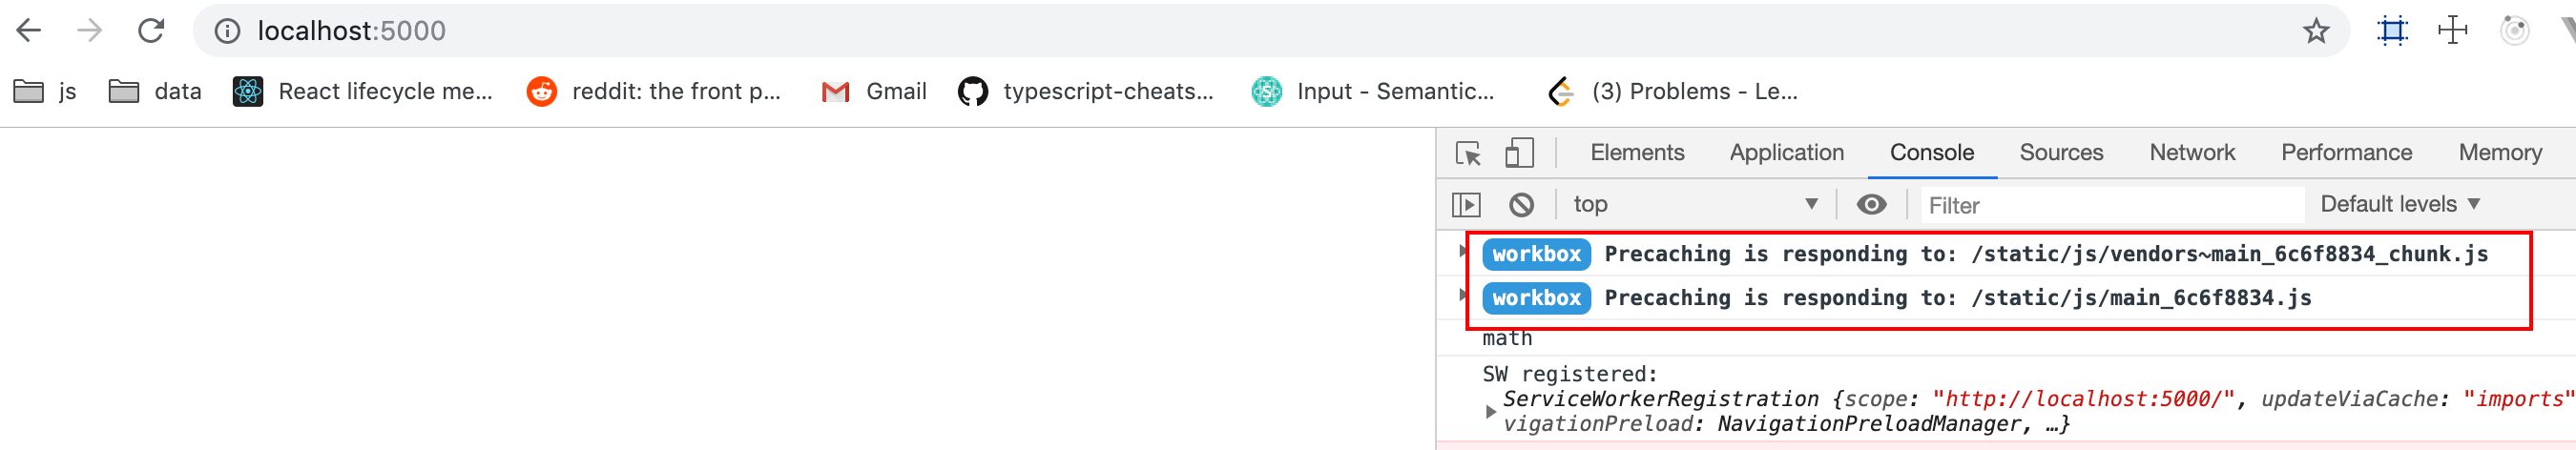 localhost:5000
js data React lifecycle me... reddit: the front p... Gmail typescript-cheats... Input - Semantic... (3) Problems - Le...
Elements Application Console Sources Network Performance Memory
top Filter Default levels
workbox Precaching is responding to: /static/js/vendors~main_6c6f8834_chunk.js
workbox Precaching is responding to: /static/js/main_6c6f8834.js
math
SW registered:
ServiceWorkerRegistration {scope: "http://localhost:5000/", updateViaCache: "imports"
vigationPreload: NavigationPreloadManager, …}